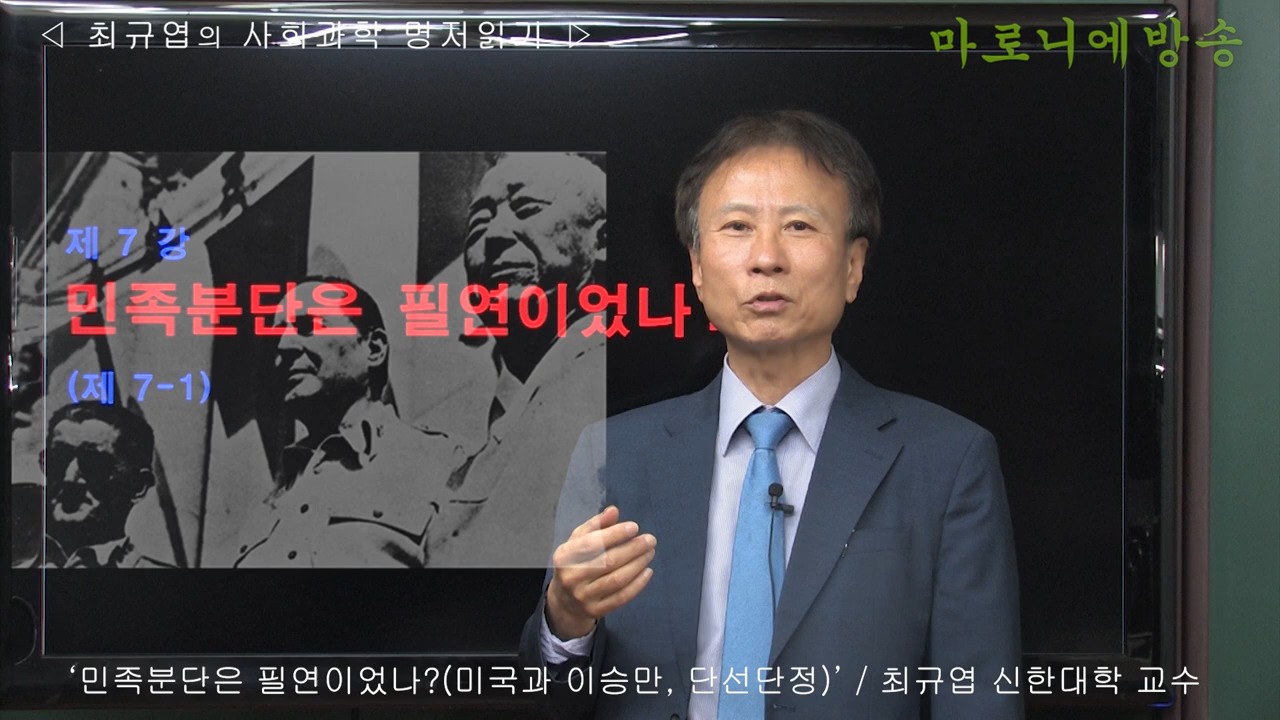 ◁ 최규엽의 사회과학 명저읽기 ▷
마로니에방송
제 7 강
민족분단은 필연이었나?
(제 7-1)
‘민족분단은 필연이었나?(미국과 이승만, 단선단정)’ / 최규엽 신한대학 교수